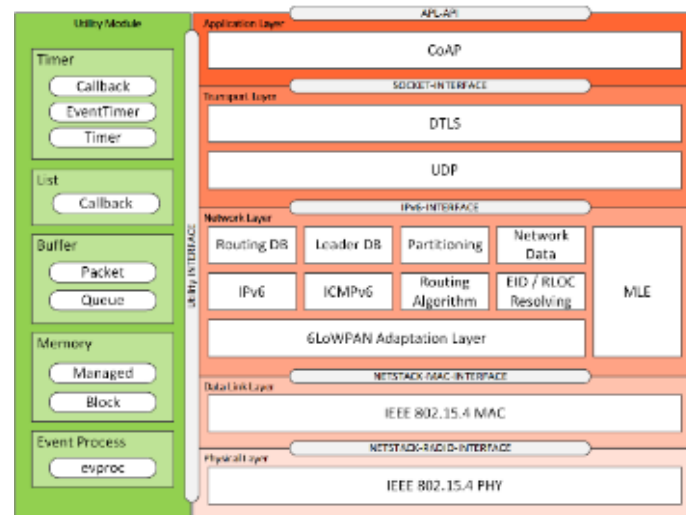 Utility Module
Timer
Callback
EventTimer
Timer
List
Callback
Buffer
Packet
Queue
Memory
Managed
Block
Event Process
evproc
Utility INTERFACE
APL-API
Application Layer
CoAP
SOCKET-INTERFACE
Transport Layer
DTLS
UDP
IPv6-INTERFACE
Network Layer
Routing DB
Leader DB
Partitioning
Network
Data
IPv6
ICMPv6
Routing
Algorithm
EID / RLOC
Resolving
MLE
6LoWPAN Adaptation Layer
NETSTACK-MAC-INTERFACE
Data Link Layer
IEEE 802.15.4 MAC
NETSTACK-RADIO-INTERFACE
Physical Layer
IEEE 802.15.4 PHY